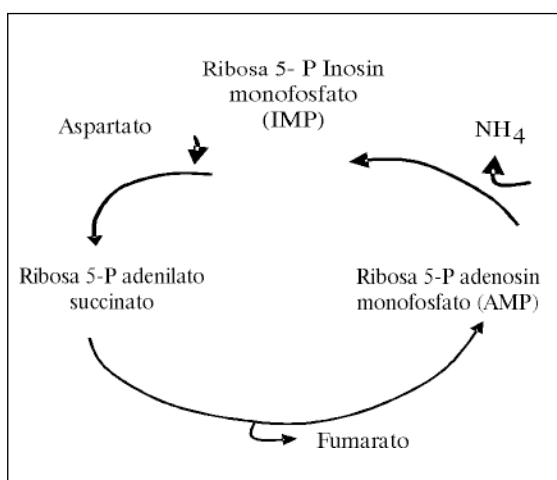 Ribosa 5- P Inosin
monofosfato
(IMP)
Aspartato
NH4
Ribosa 5-P adenilato
succinato
Ribosa 5-P adenosin
monofosfato (AMP)
Fumarato